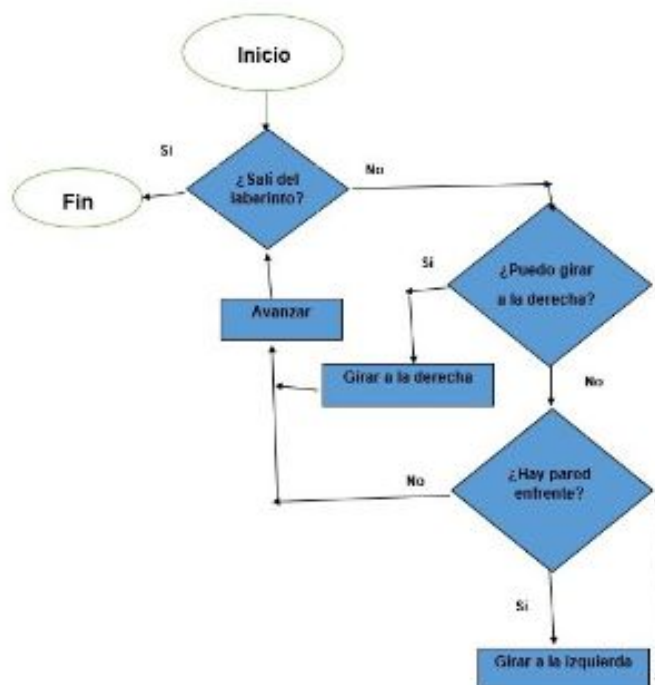 Inicio
Si
No
¿Salí del
laberinto?
Fin
Si
¿Puedo girar
a la derecha?
Avanzar
Girar a la derecha
No
No
¿Hay pared
enfrente?
Si
Girar a la izquierda